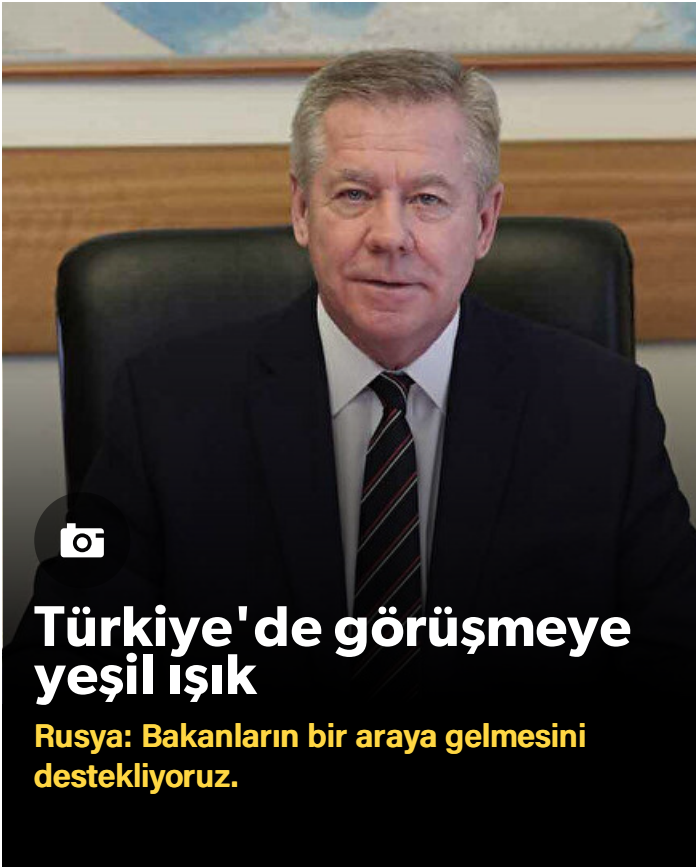 Türkiye'de görüşmeye
yeşil ışık
Rusya: Bakanların bir araya gelmesini
destekliyoruz.